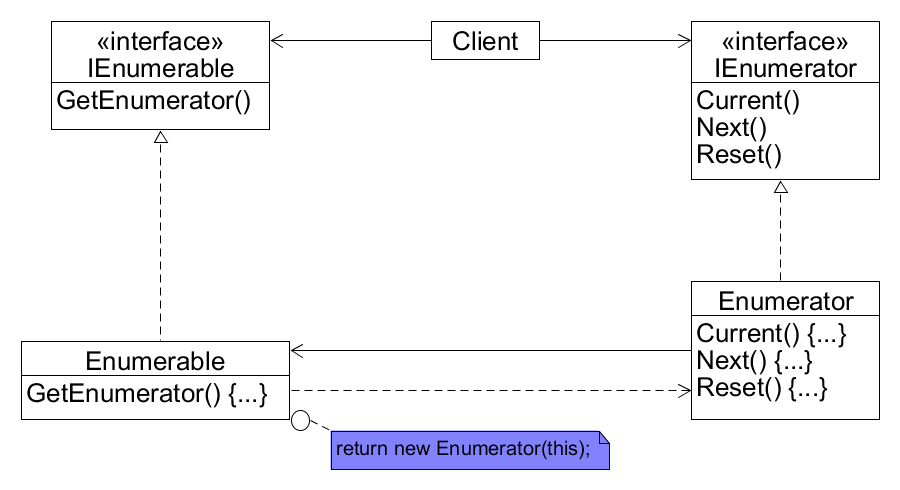 «interface»
IEnumerable
GetEnumerator()
Client
«interface»
IEnumerator
Current()
Next()
Reset()
Enumerable
GetEnumerator() {...}
Enumerator
Current() {...}
Next() {...}
Reset() {...}
return new Enumerator(this);